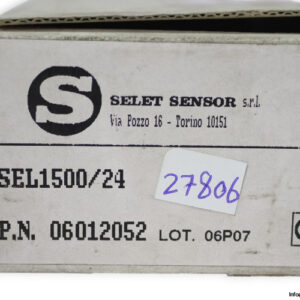 S
SELET SENSOR s.r.l.
Via Pozzo 16 - Torino 10151
SEL1500/24
27806
P.N. 06012052 LOT. 06P07